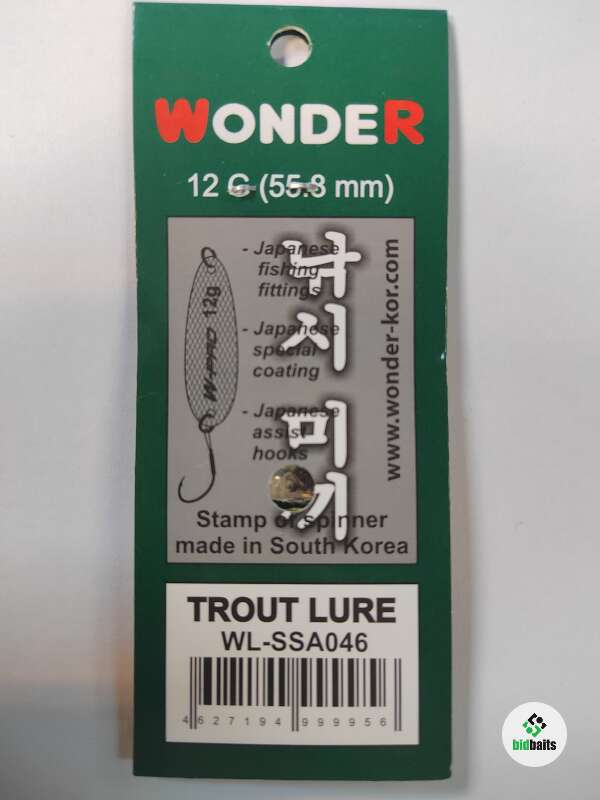 WONDER
12 G (55.8 mm)
- Japanese
fishing
fittings
- Japanese
special
coating
- Japanese
assist
hooks
12g
낚시 미끼
www.wonder-kor.com
Stamp of spinner
made in South Korea
TROUT LURE
WL-SSA046
4 627194 999956
bidbaits